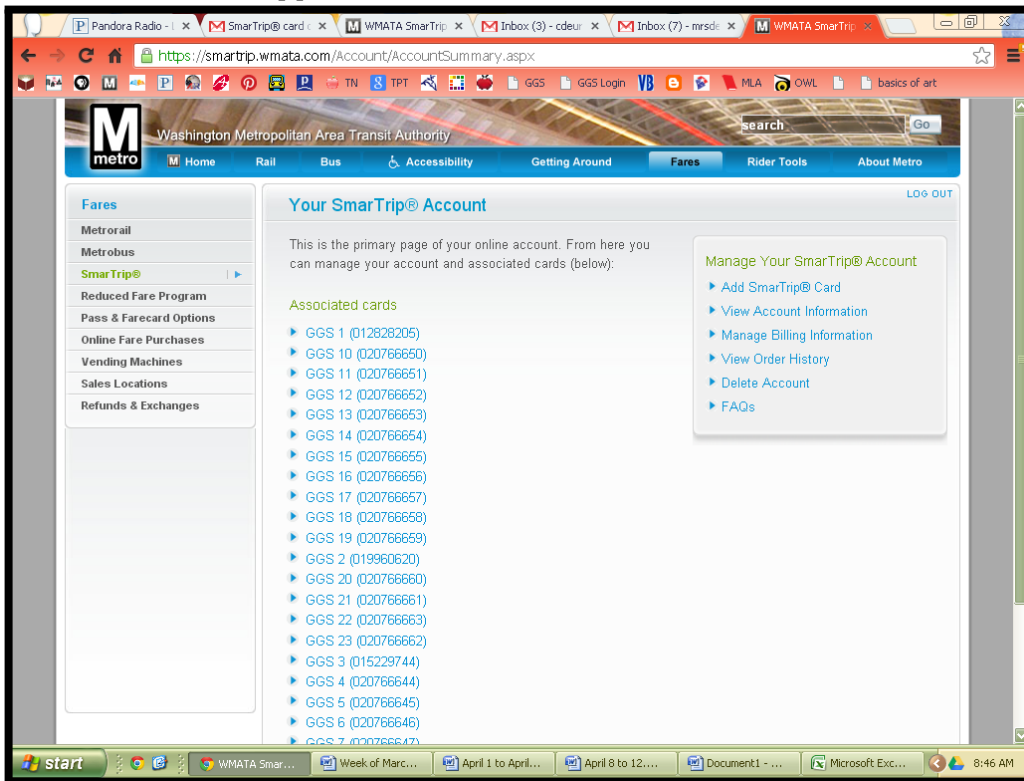 Pandora Radio - L
SmarTrip® card c
WMATA SmarTrip
Inbox (3) - cdeur
Inbox (7) - mrsde
WMATA SmarTrip
https://smartrip.wmata.com/Account/AccountSummary.aspx
TN TPT GGS GGS Login MLA OWL basics of art
M metro
Washington Metropolitan Area Transit Authority
search Go
M Home Rail Bus Accessibility Getting Around Fares Rider Tools About Metro
LOG OUT
Fares
Metrorail
Metrobus
SmarTrip®
Reduced Fare Program
Pass & Farecard Options
Online Fare Purchases
Vending Machines
Sales Locations
Refunds & Exchanges
Your SmarTrip® Account
This is the primary page of your online account. From here you
can manage your account and associated cards (below):
Associated cards
GGS 1 (012828205)
GGS 10 (020766650)
GGS 11 (020766651)
GGS 12 (020766652)
GGS 13 (020766653)
GGS 14 (020766654)
GGS 15 (020766655)
GGS 16 (020766656)
GGS 17 (020766657)
GGS 18 (020766658)
GGS 19 (020766659)
GGS 2 (019960620)
GGS 20 (020766660)
GGS 21 (020766661)
GGS 22 (020766663)
GGS 23 (020766662)
GGS 3 (015229744)
GGS 4 (020766644)
GGS 5 (020766645)
GGS 6 (020766646)
GGS 7 (020766647)
Manage Your SmarTrip® Account
Add SmarTrip® Card
View Account Information
Manage Billing Information
View Order History
Delete Account
FAQs
start
WMATA Smar...
Week of Marc...
April 1 to April...
April 8 to 12....
Document1 - ...
Microsoft Exc...
8:46 AM